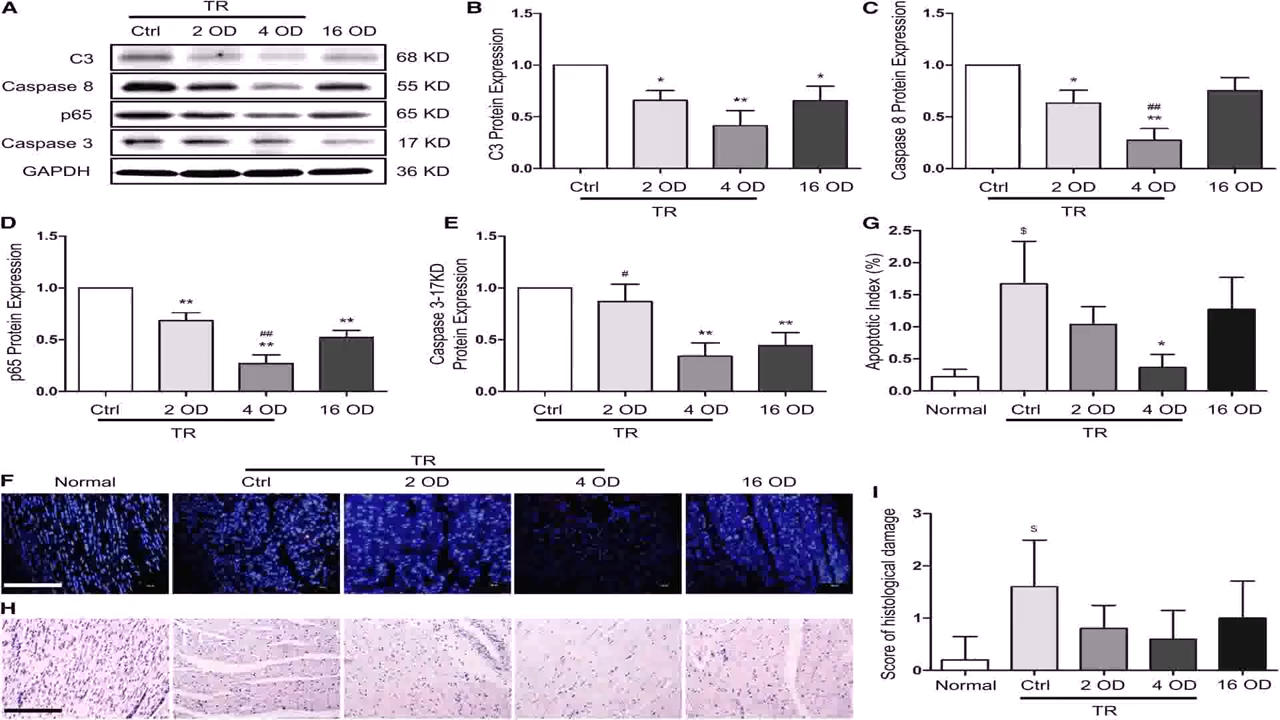 A
TR
Ctrl 2 OD 4 OD 16 OD
C3 68 KD
Caspase 8 55 KD
p65 65 KD
Caspase 3 17 KD
GAPDH 36 KD
B
C3 Protein Expression
1.5
1.0
0.5
0.0
*
**
*
Ctrl 2 OD 4 OD 16 OD
TR
C
Caspase 8 Protein Expression
1.5
1.0
0.5
0.0
*
##
**
Ctrl 2 OD 4 OD 16 OD
TR
D
p65 Protein Expression
1.5
1.0
0.5
0.0
**
##
**
**
Ctrl 2 OD 4 OD 16 OD
TR
E
Caspase 3-17KD
Protein Expression
1.5
1.0
0.5
0.0
#
**
**
Ctrl 2 OD 4 OD 16 OD
TR
G
Apoptotic Index (%)
2.5
2.0
1.5
1.0
0.5
0.0
$
*
Normal Ctrl 2 OD 4 OD 16 OD
TR
F
TR
Normal Ctrl 2 OD 4 OD 16 OD
H
I
Score of histological damage
3
2
1
0
$
Normal Ctrl 2 OD 4 OD 16 OD
TR